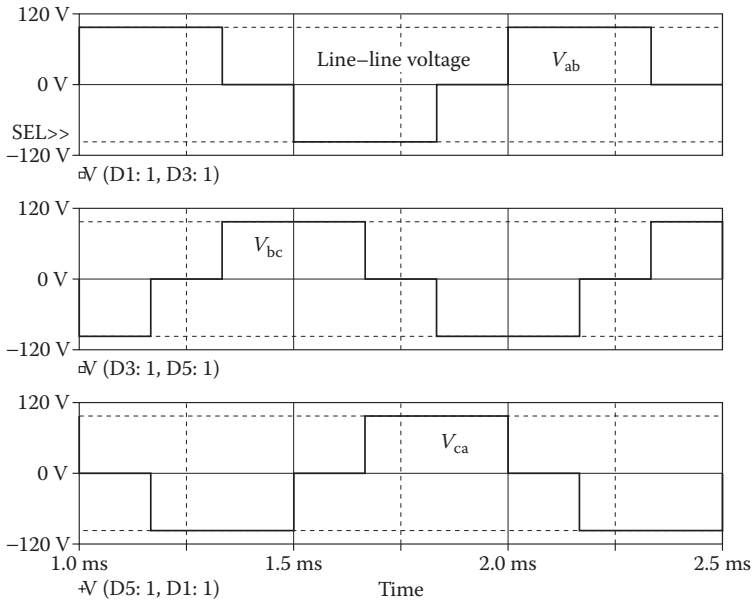 120 V
Line–line voltage
Vab
0 V
SEL>>
−120 V
V (D1: 1, D3: 1)
120 V
Vbc
0 V
−120 V
V (D3: 1, D5: 1)
120 V
Vca
0 V
−120 V
1.0 ms 1.5 ms 2.0 ms 2.5 ms
V (D5: 1, D1: 1)
Time